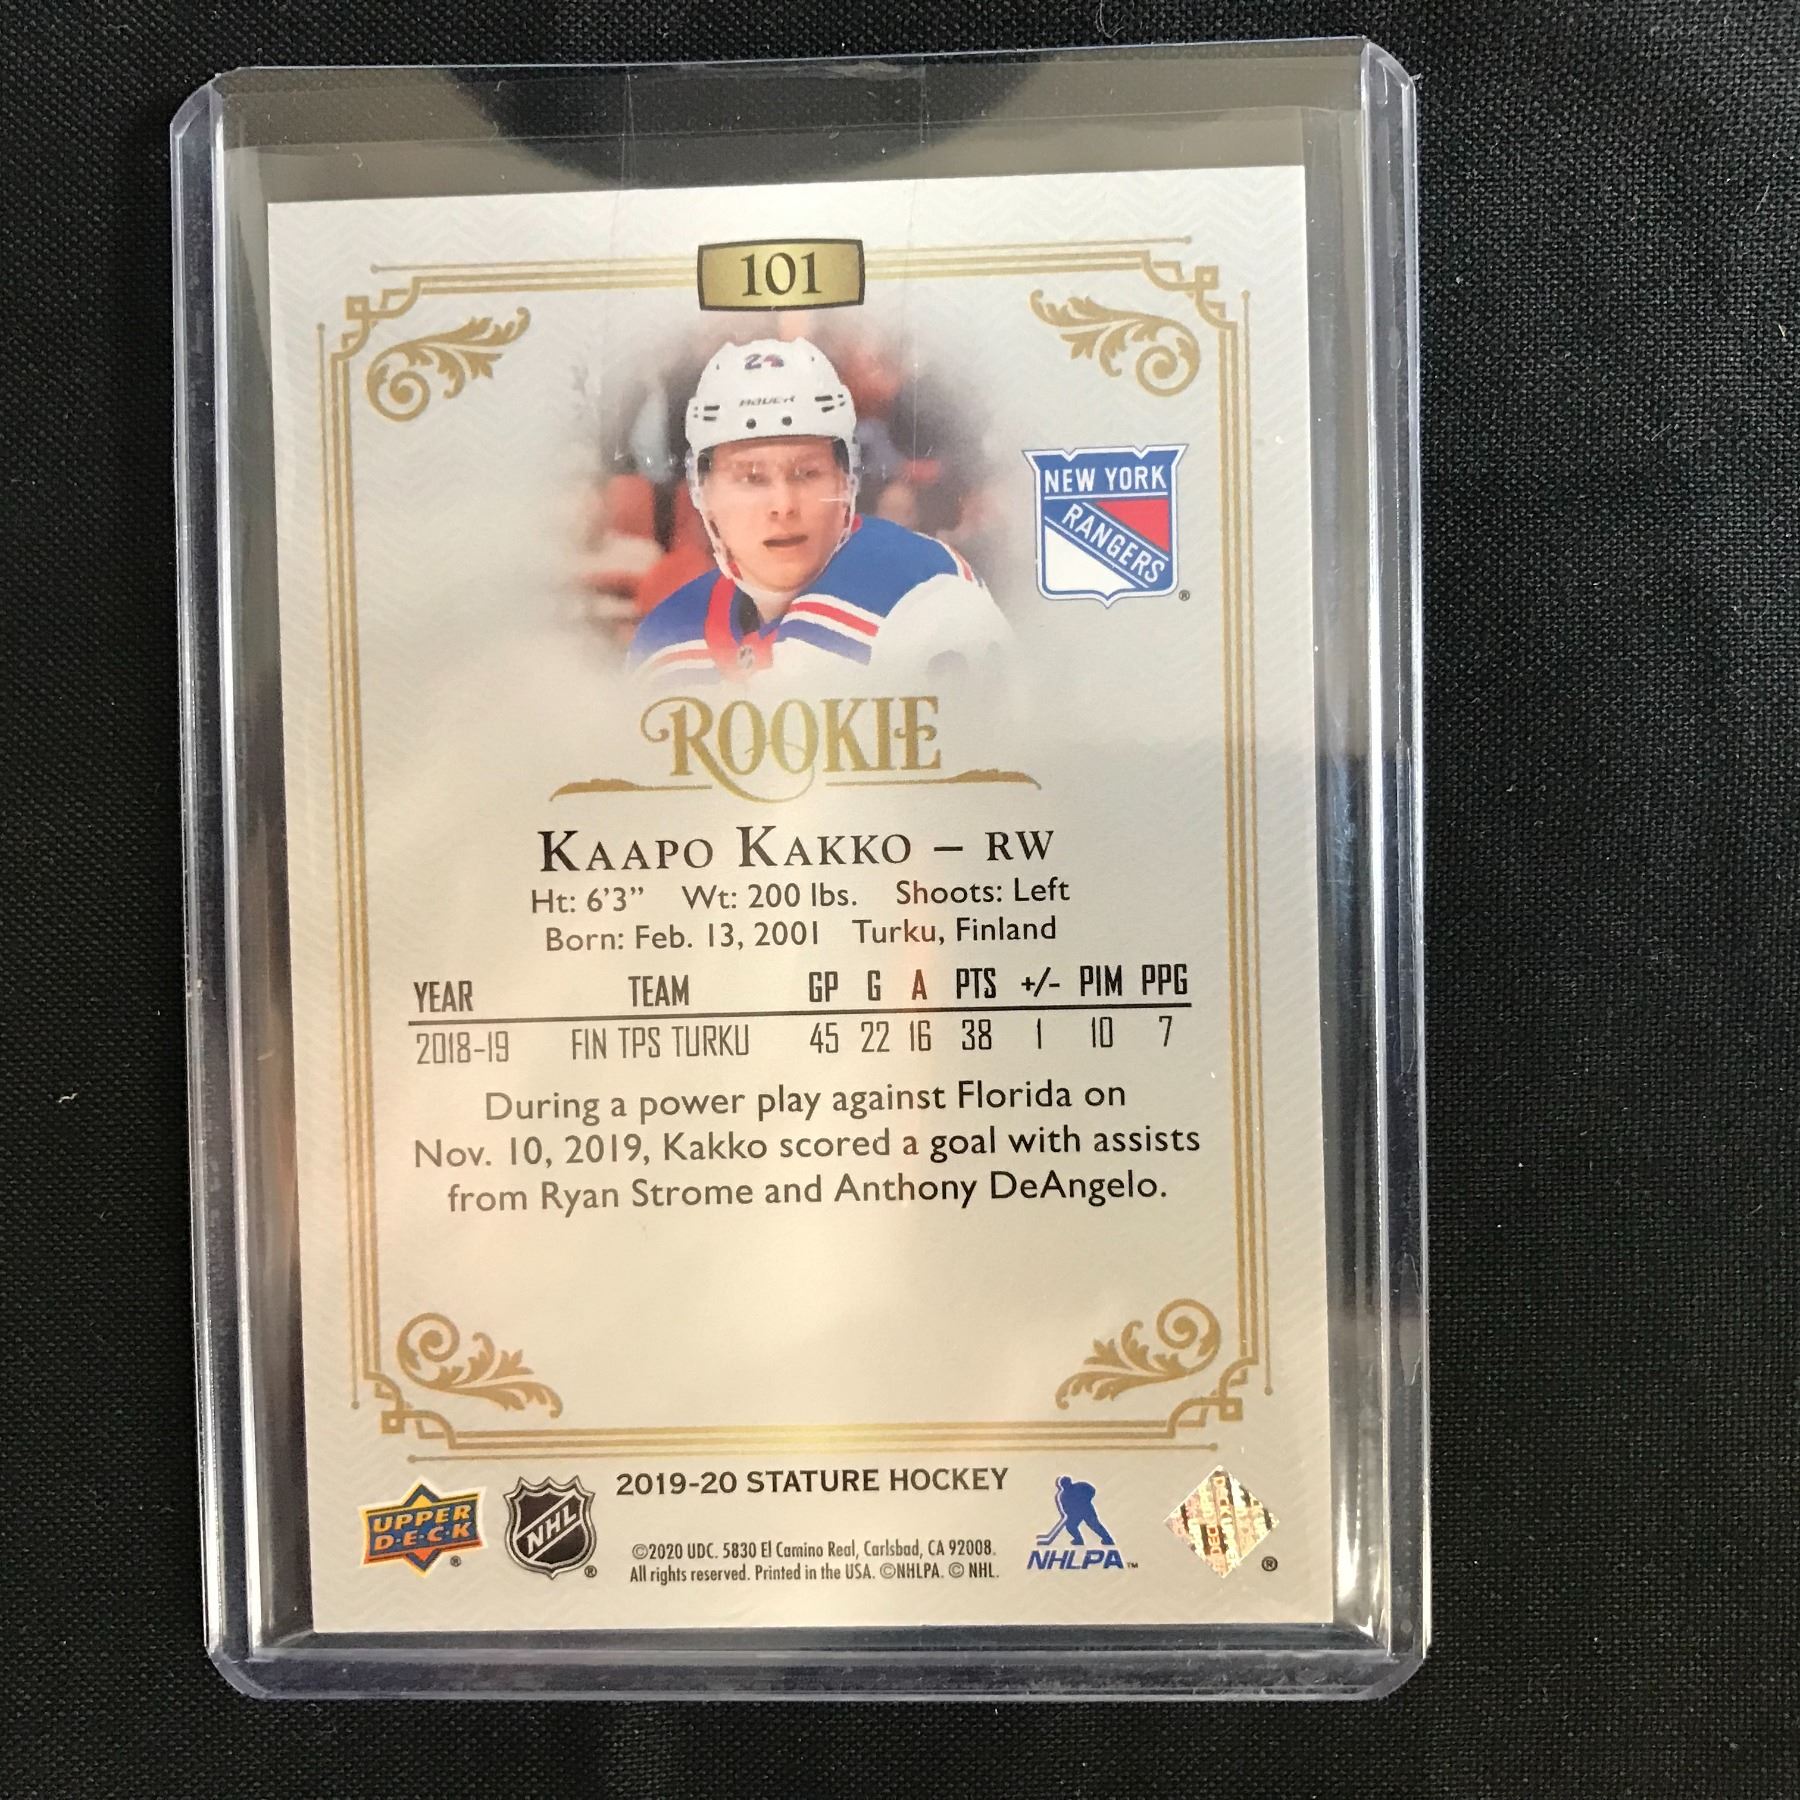 101
BAUER
NEW YORK
RANGERS
®
ROOKIE
KAAPO KAKKO – RW
Ht: 6'3” Wt: 200 lbs. Shoots: Left
Born: Feb. 13, 2001 Turku, Finland
YEAR TEAM GP G A PTS +/- PIM PPG
2018-19 FIN TPS TURKU 45 22 16 38 1 10 7
During a power play against Florida on
Nov. 10, 2019, Kakko scored a goal with assists
from Ryan Strome and Anthony DeAngelo.
2019-20 STATURE HOCKEY
UPPER
D·E·C·K
®
NHL
®
©2020 UDC. 5830 El Camino Real, Carlsbad, CA 92008.
All rights reserved. Printed in the USA. ©NHLPA. © NHL.
NHLPA™
®